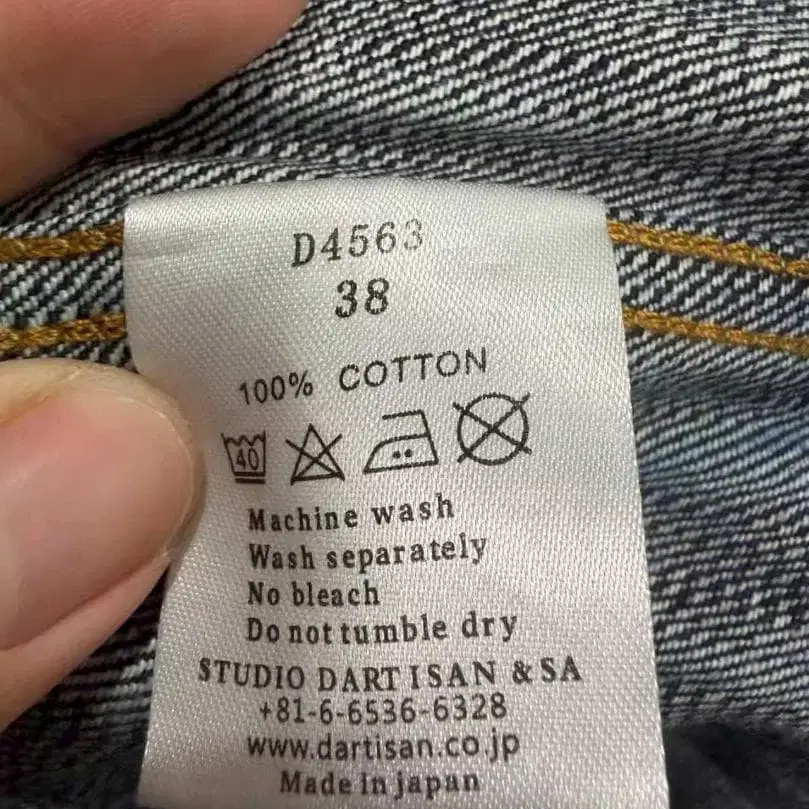 D4563
38
100% COTTON
40
Machine wash
Wash separately
No bleach
Do not tumble dry
STUDIO DARTISAN & SA
+81-6-6536-6328
www.dartisan.co.jp
Made in japan